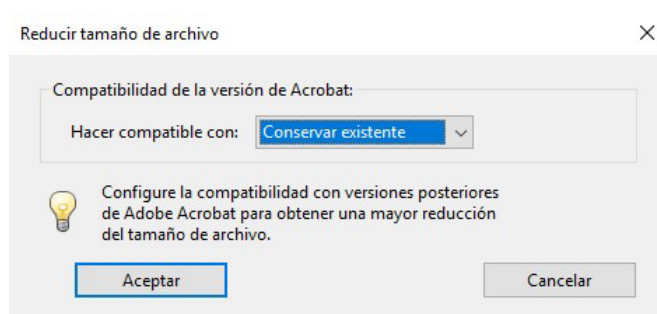 Reducir tamaño de archivo
Compatibilidad de la versión de Acrobat:
Hacer compatible con: Conservar existente
Configure la compatibilidad con versiones posteriores
de Adobe Acrobat para obtener una mayor reducción
del tamaño de archivo.
Aceptar Cancelar